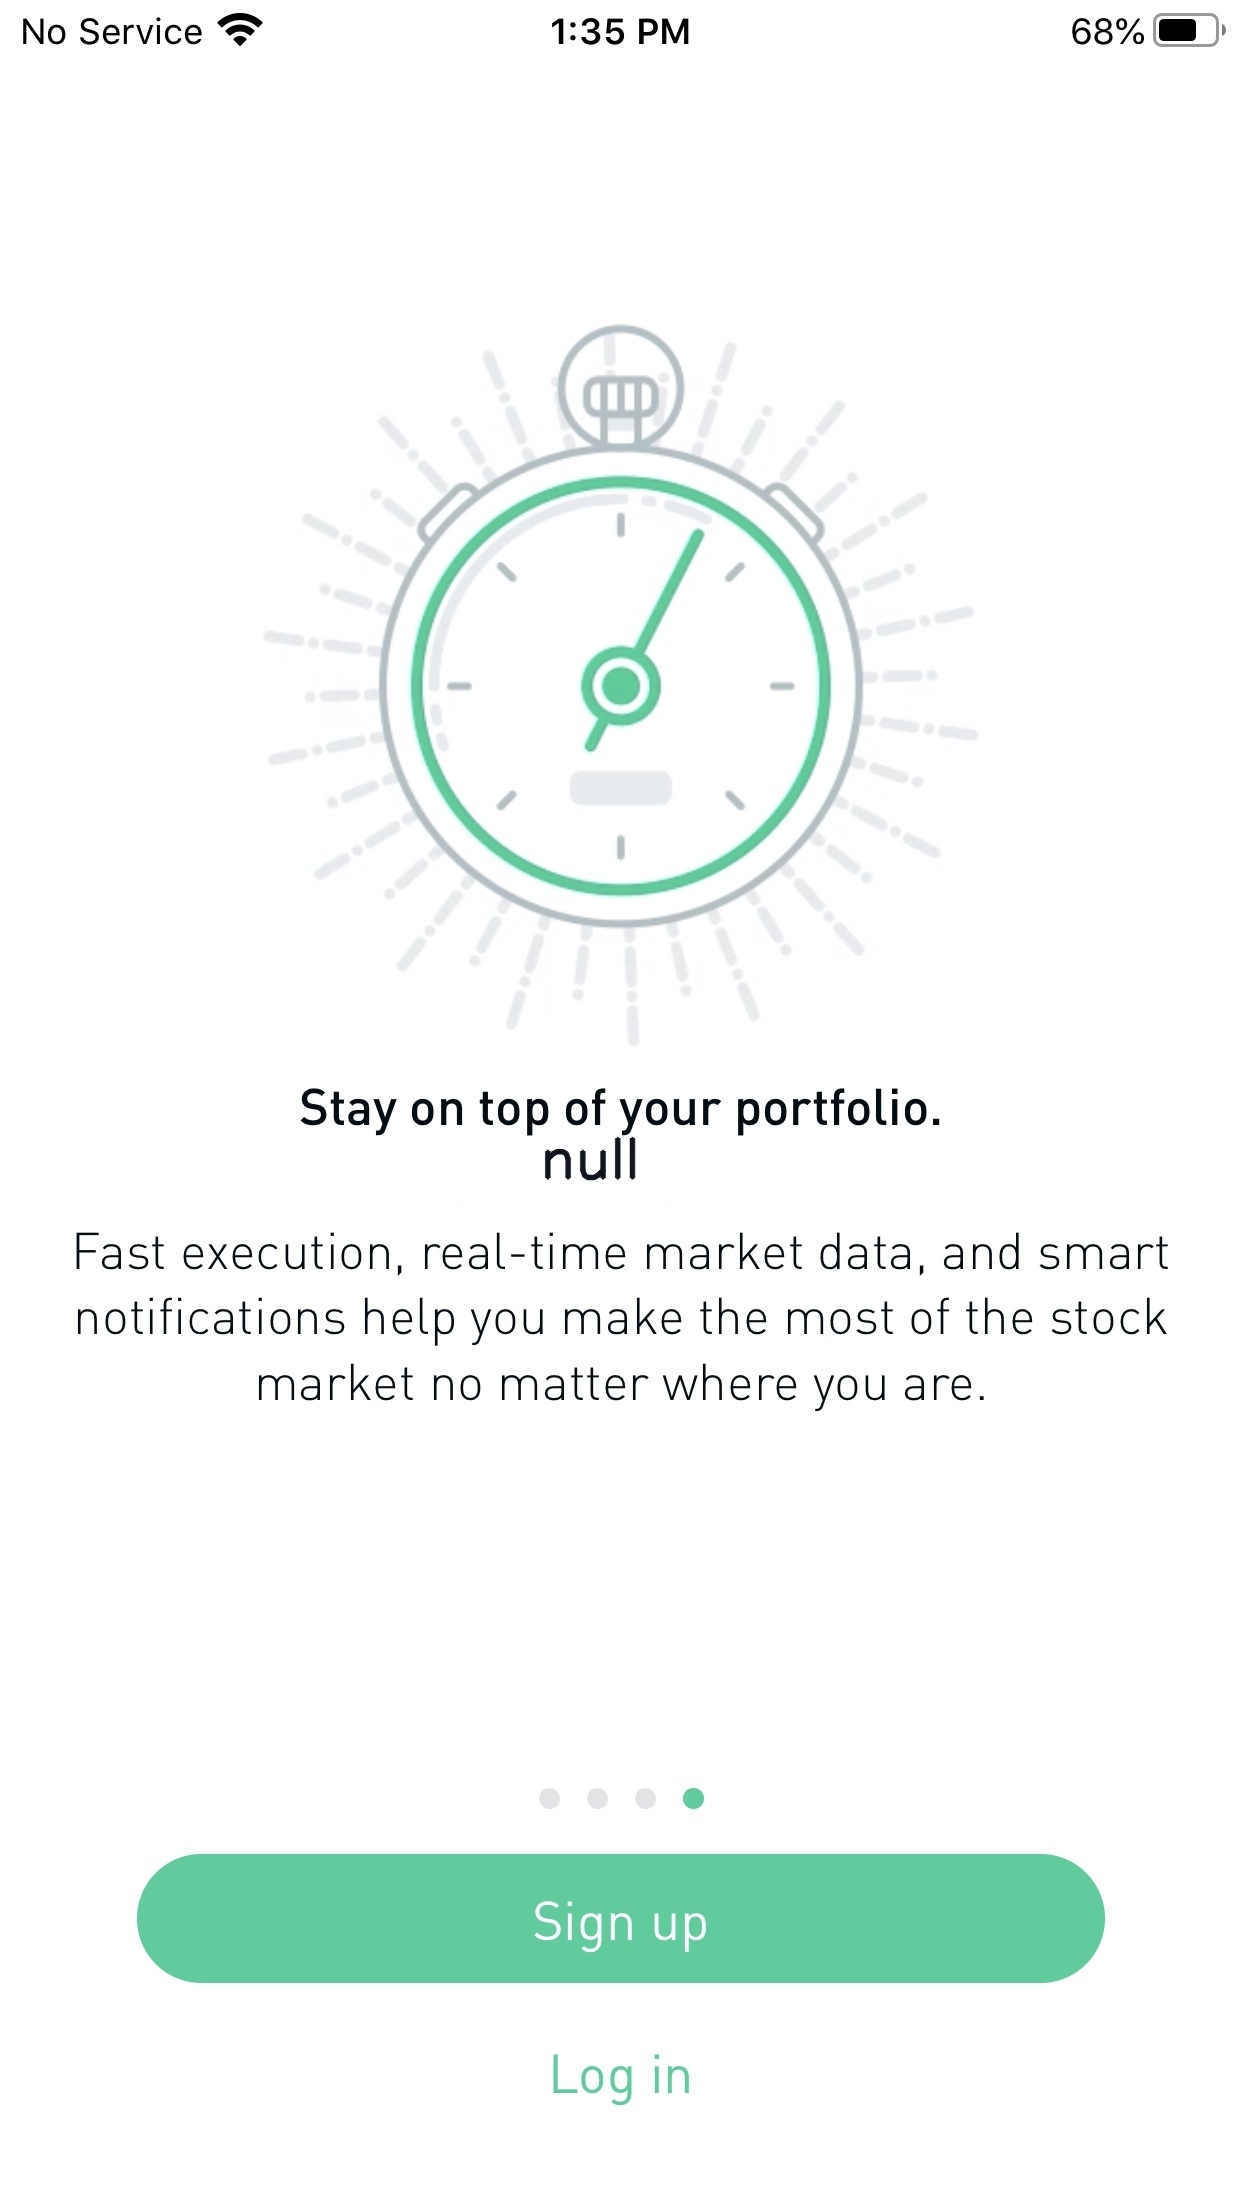 No Service 1:35 PM 68%
Stay on top of your portfolio.
null
Fast execution, real-time market data, and smart
notifications help you make the most of the stock
market no matter where you are.
Sign up
Log in